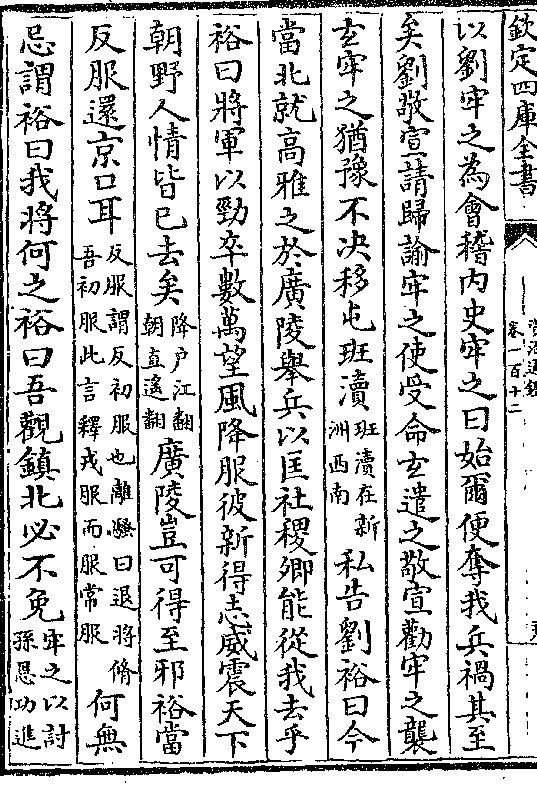 欽定四庫全書
卷一百十二
以劉牢之為會稽內史牢之曰始爾便奪我兵禍其至
矣劉敬宣請歸諭牢之使受命玄遣之敬宣勸牢之襲
玄牢之猶豫不决移屯班瀆班瀆在新洲西南私告劉裕曰今
當北就高雅之於廣陵舉兵以匡社稷卿能從我去乎
裕曰將軍以勁卒數萬望風降服彼新得志威震天下
朝野人情皆已去矣降户江翻朝直遙翻廣陵豈可得至邪裕當
反服還京口耳反服謂反初服也離騷曰退將脩吾初服此言釋戎服而服常服何無
忌謂裕曰我將何之裕曰吾觀鎮北必不免牢之以討孫恩功進